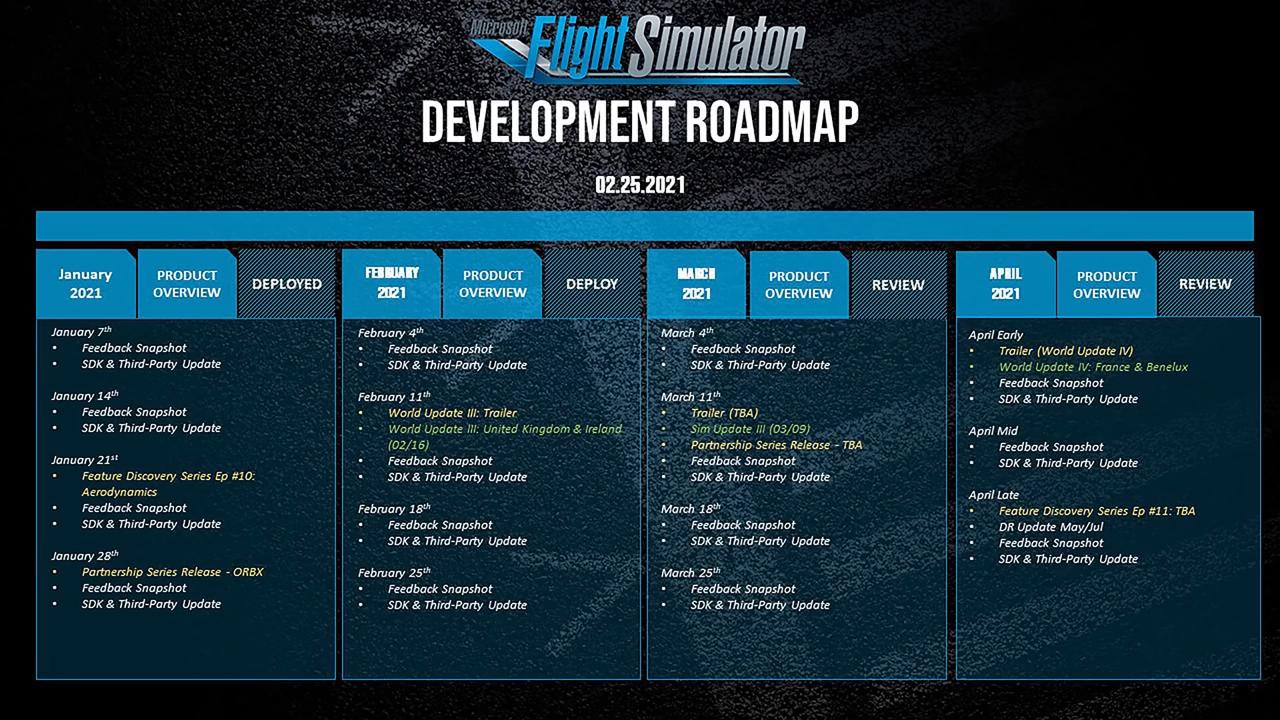 Microsoft Flight Simulator
DEVELOPMENT ROADMAP
02.25.2021
January
2021
PRODUCT
OVERVIEW
DEPLOYED
January 7th
• Feedback Snapshot
• SDK & Third-Party Update
January 14th
• Feedback Snapshot
• SDK & Third-Party Update
January 21st
• Feature Discovery Series Ep #10:
Aerodynamics
• Feedback Snapshot
• SDK & Third-Party Update
January 28th
• Partnership Series Release - ORBX
• Feedback Snapshot
• SDK & Third-Party Update
FEBRUARY
2021
PRODUCT
OVERVIEW
DEPLOY
February 4th
• Feedback Snapshot
• SDK & Third-Party Update
February 11th
• World Update III: Trailer
• World Update III: United Kingdom & Ireland
(02/16)
• Feedback Snapshot
• SDK & Third-Party Update
February 18th
• Feedback Snapshot
• SDK & Third-Party Update
February 25th
• Feedback Snapshot
• SDK & Third-Party Update
MARCH
2021
PRODUCT
OVERVIEW
REVIEW
March 4th
• Feedback Snapshot
• SDK & Third-Party Update
March 11th
• Trailer (TBA)
• Sim Update III (03/09)
• Partnership Series Release - TBA
• Feedback Snapshot
• SDK & Third-Party Update
March 18th
• Feedback Snapshot
• SDK & Third-Party Update
March 25th
• Feedback Snapshot
• SDK & Third-Party Update
APRIL
2021
PRODUCT
OVERVIEW
REVIEW
April Early
• Trailer (World Update IV)
• World Update IV: France & Benelux
• Feedback Snapshot
• SDK & Third-Party Update
April Mid
• Feedback Snapshot
• SDK & Third-Party Update
April Late
• Feature Discovery Series Ep #11: TBA
• DR Update May/Jul
• Feedback Snapshot
• SDK & Third-Party Update